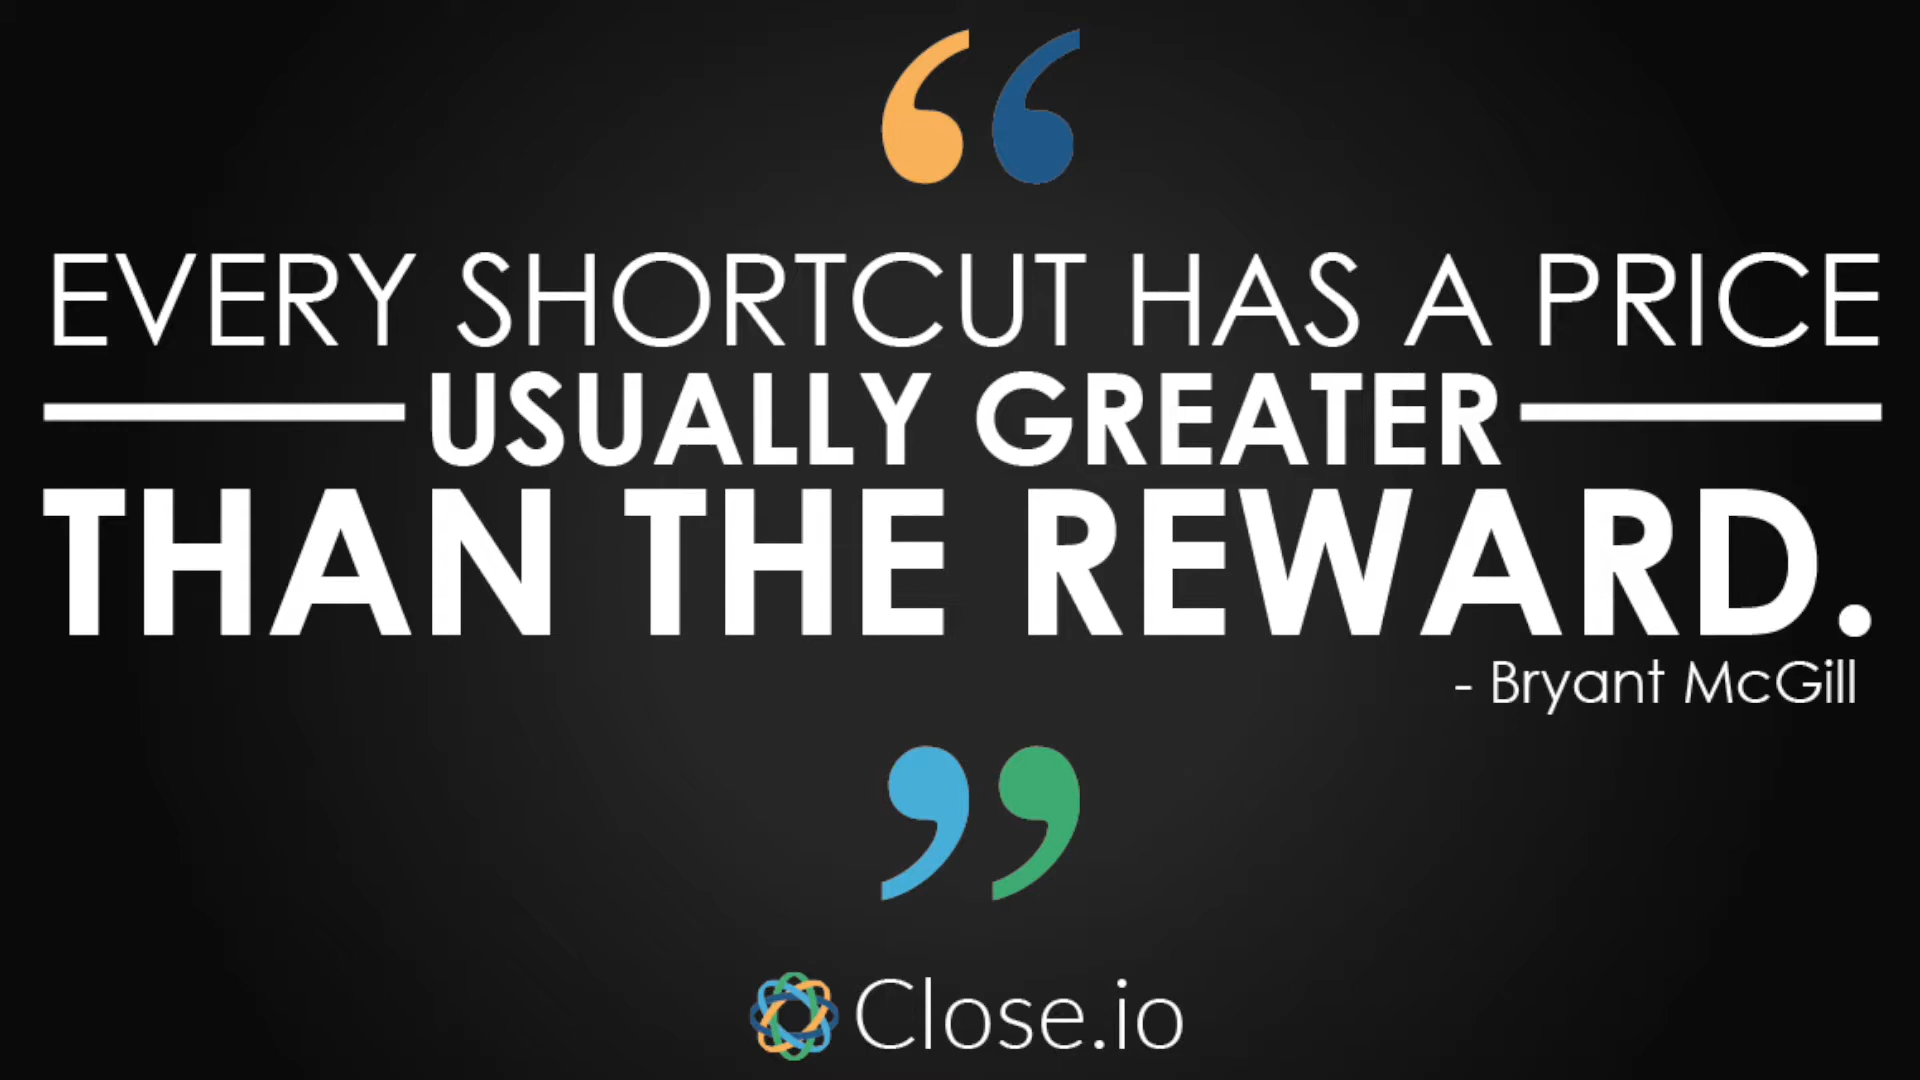 “
EVERY SHORTCUT HAS A PRICE
USUALLY GREATER
THAN THE REWARD.
- Bryant McGill
”
Close.io